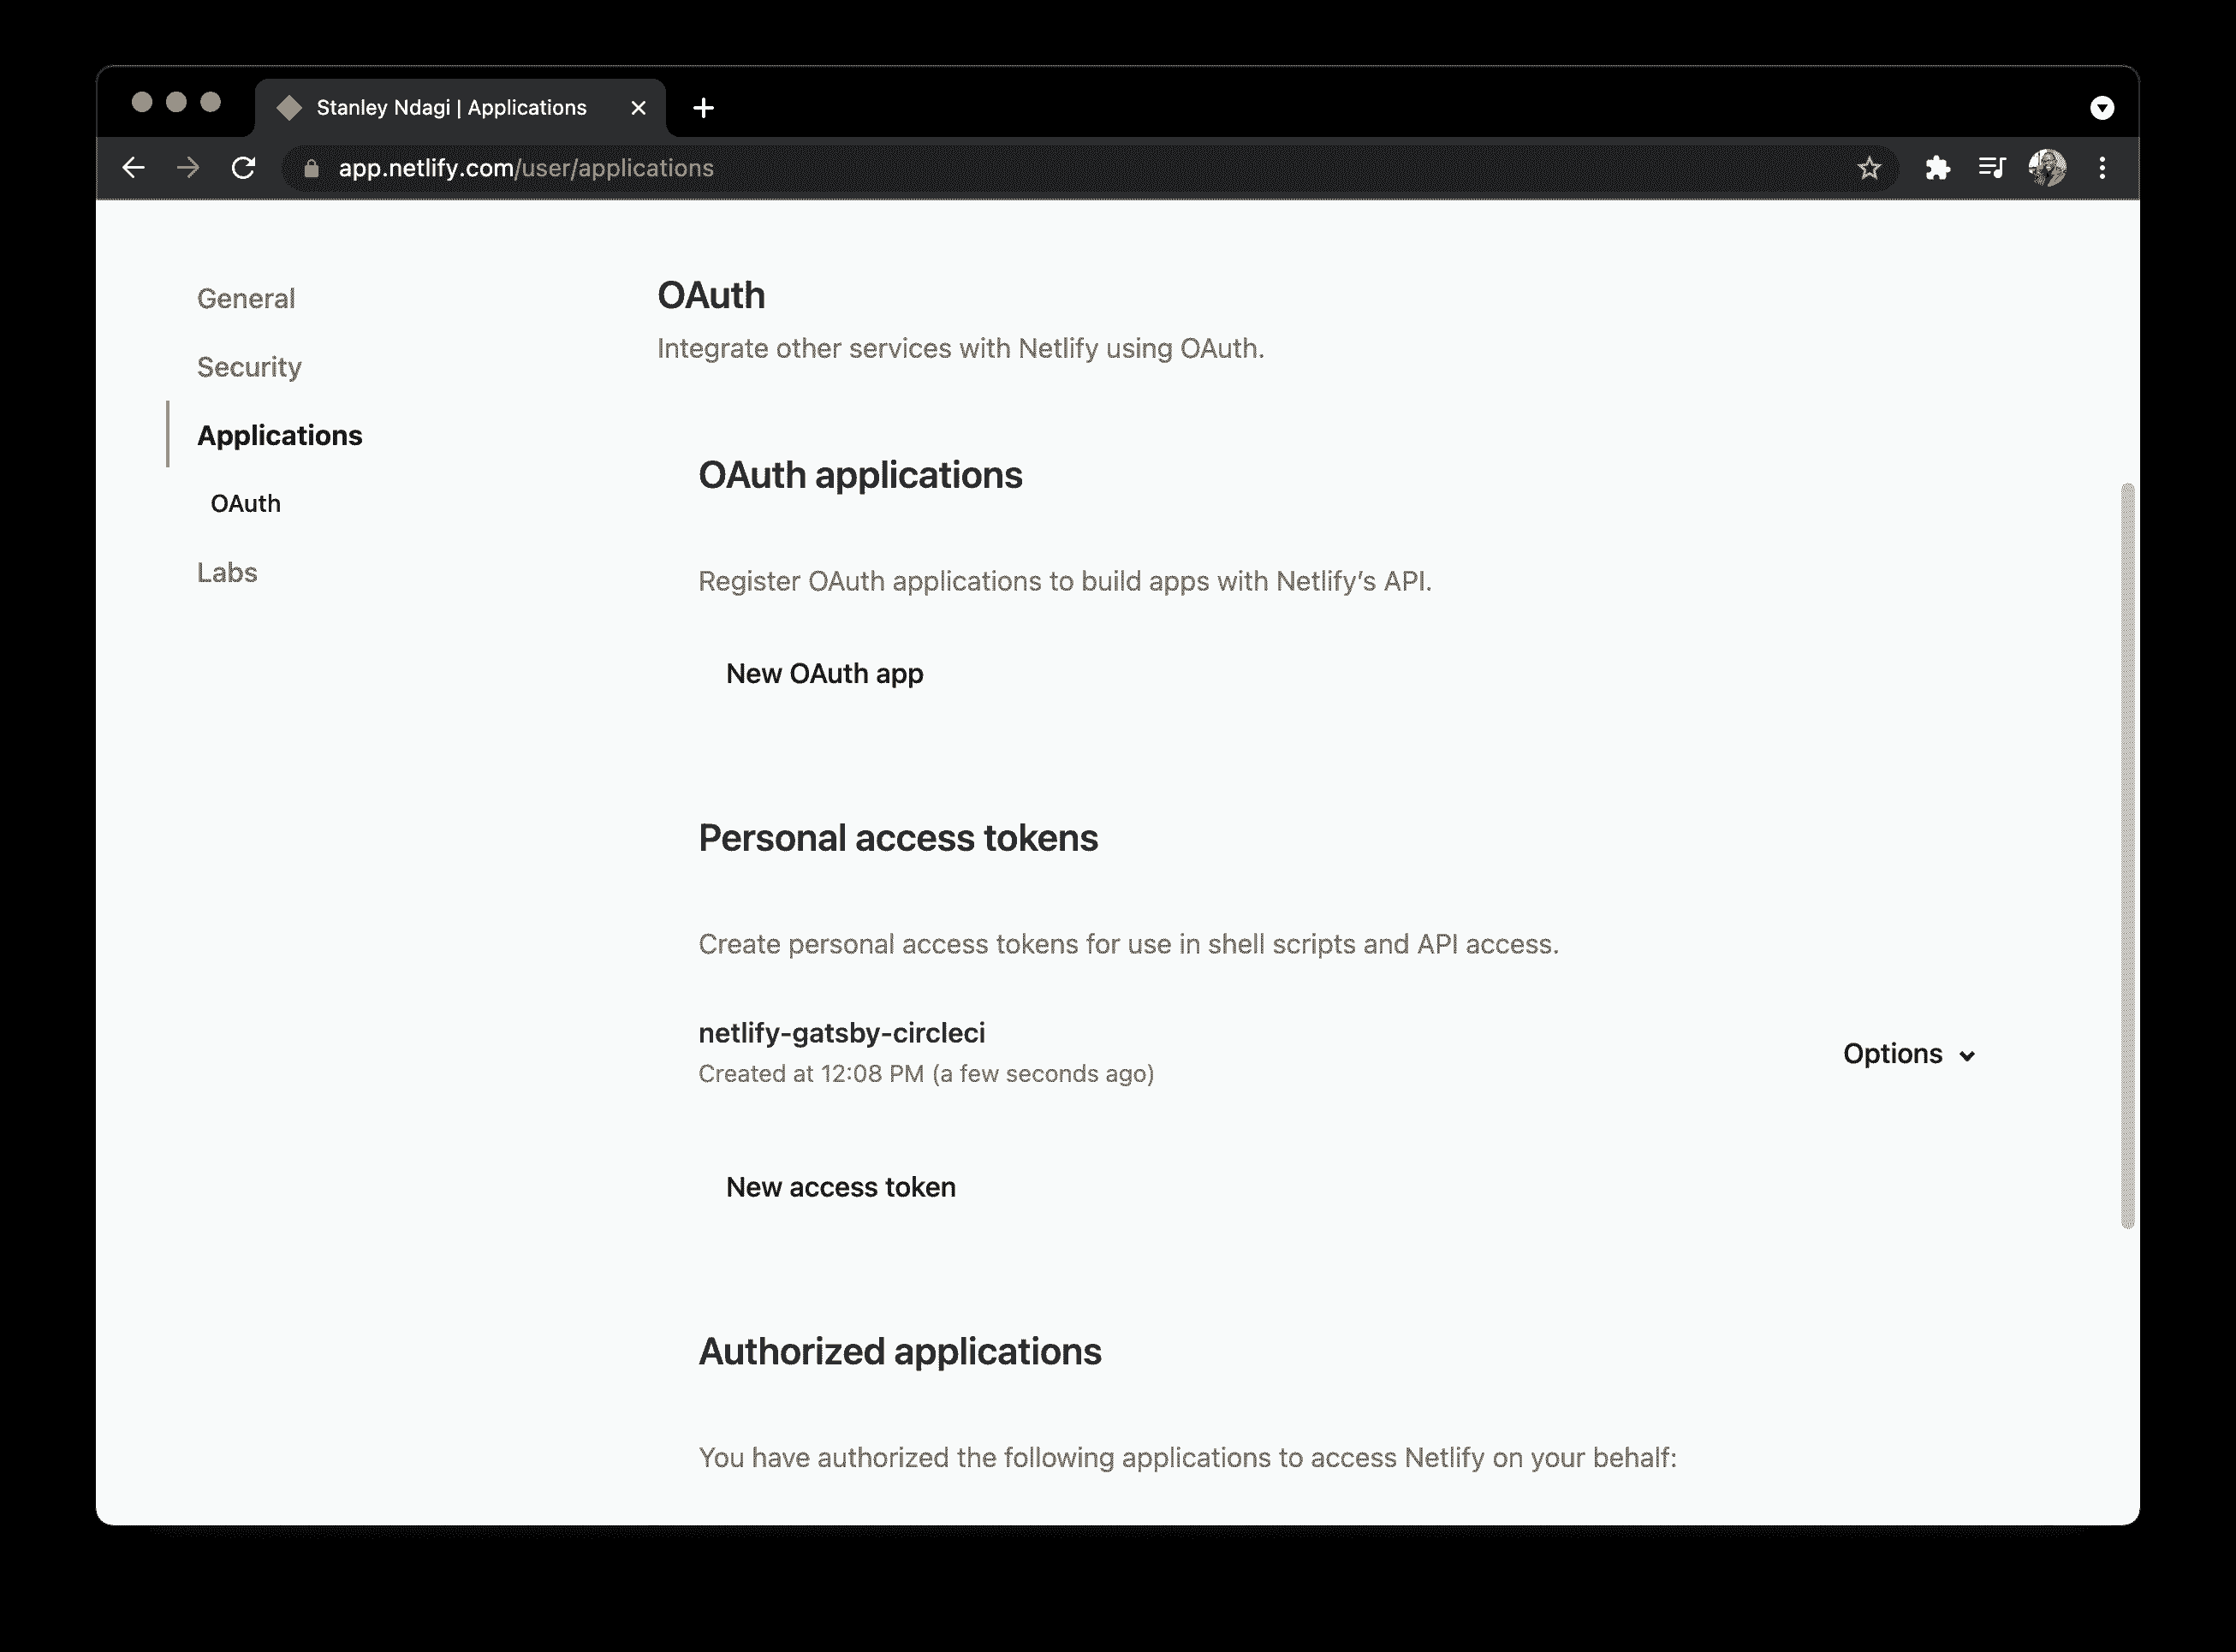 Stanley Ndagi | Applications
app.netlify.com/user/applications
General
Security
Applications
OAuth
Labs
OAuth
Integrate other services with Netlify using OAuth.
OAuth applications
Register OAuth applications to build apps with Netlify’s API.
New OAuth app
Personal access tokens
Create personal access tokens for use in shell scripts and API access.
netlify-gatsby-circleci
Options
Created at 12:08 PM (a few seconds ago)
New access token
Authorized applications
You have authorized the following applications to access Netlify on your behalf: